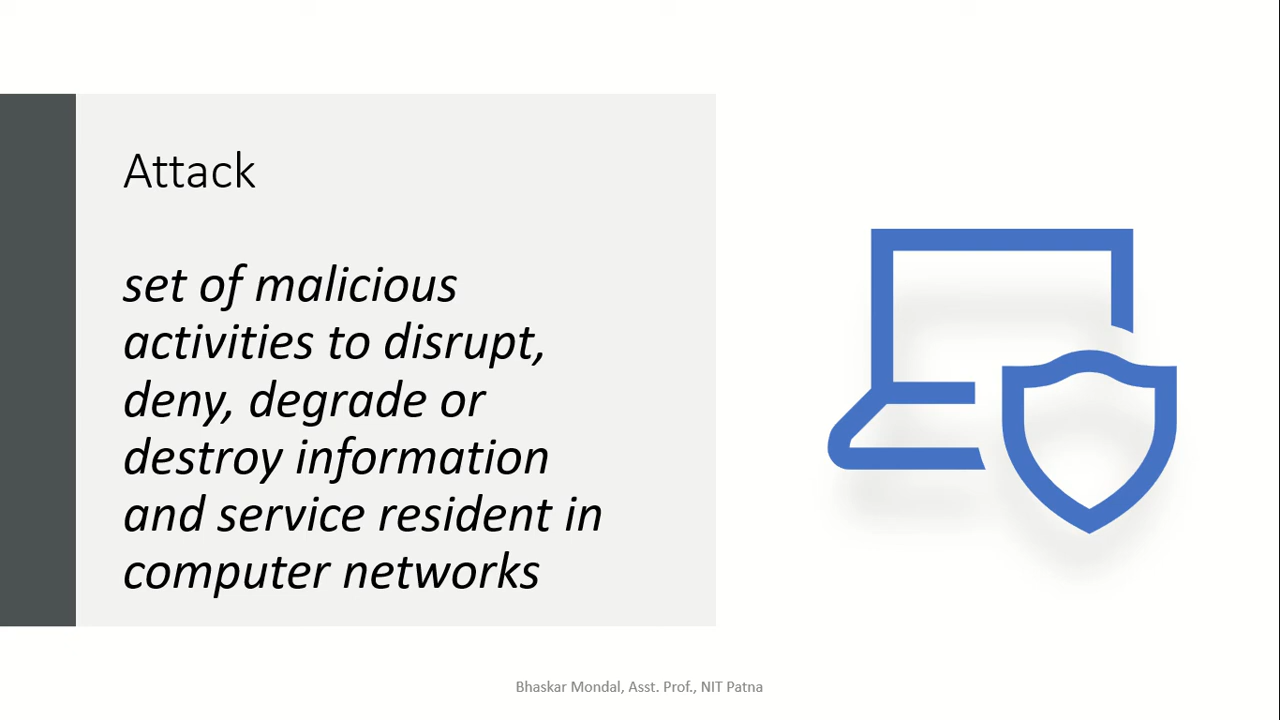 Attack
set of malicious
activities to disrupt,
deny, degrade or
destroy information
and service resident in
computer networks
Bhaskar Mondal, Asst. Prof., NIT Patna